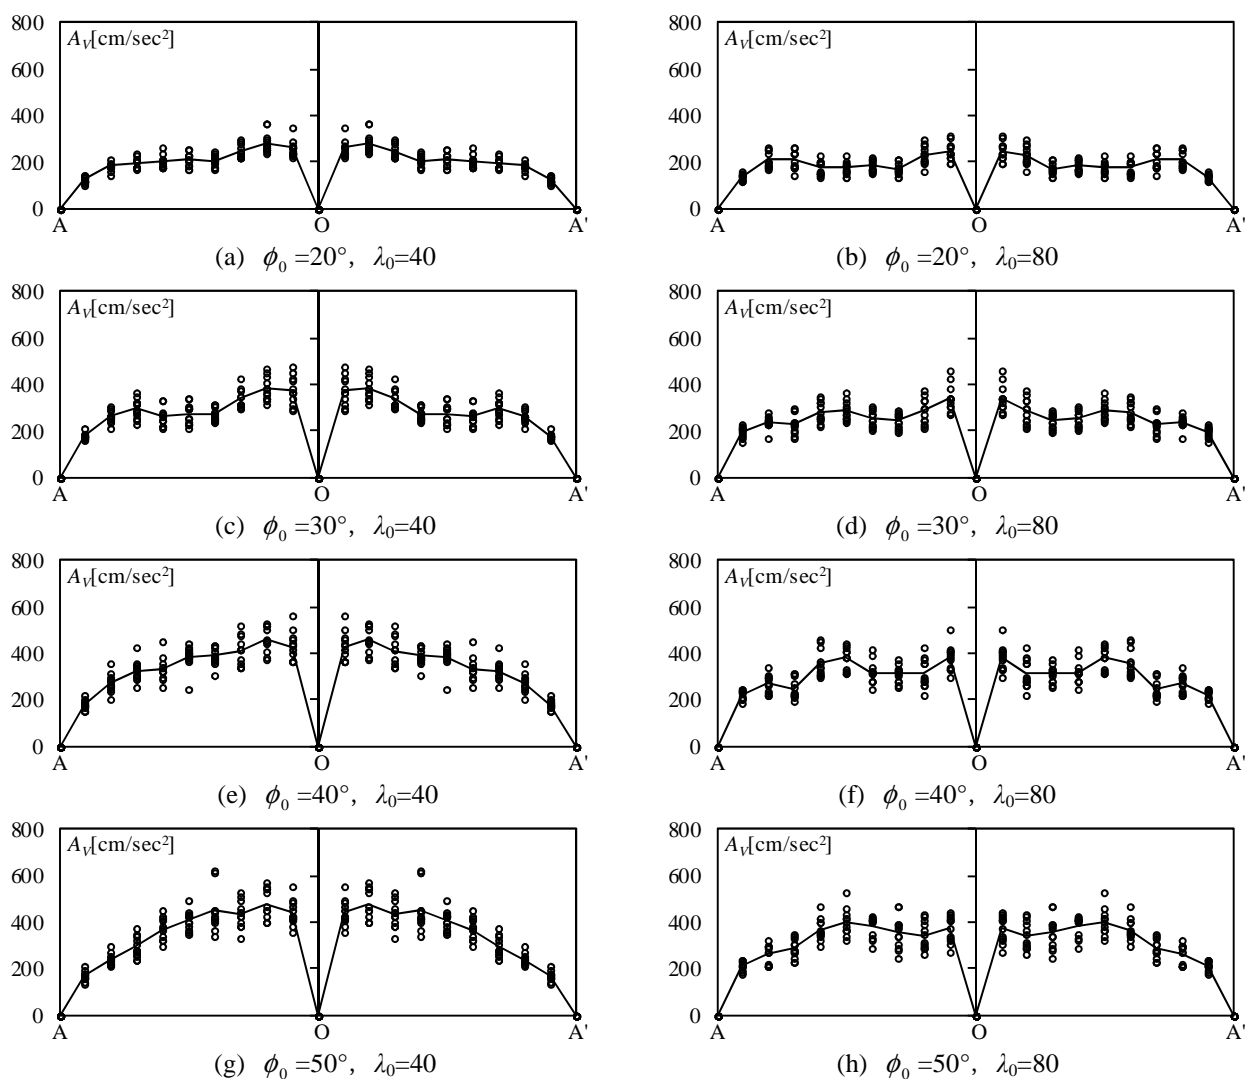 800 A_V[cm/sec²]
600
400
200
0
A O A'
(a) ϕ₀ =20°, λ₀=40
800 A_V[cm/sec²]
600
400
200
0
A O A'
(b) ϕ₀ =20°, λ₀=80
800 A_V[cm/sec²]
600
400
200
0
A O A'
(c) ϕ₀ =30°, λ₀=40
800 A_V[cm/sec²]
600
400
200
0
A O A'
(d) ϕ₀ =30°, λ₀=80
800 A_V[cm/sec²]
600
400
200
0
A O A'
(e) ϕ₀ =40°, λ₀=40
800 A_V[cm/sec²]
600
400
200
0
A O A'
(f) ϕ₀ =40°, λ₀=80
800 A_V[cm/sec²]
600
400
200
0
A O A'
(g) ϕ₀ =50°, λ₀=40
800 A_V[cm/sec²]
600
400
200
0
A O A'
(h) ϕ₀ =50°, λ₀=80